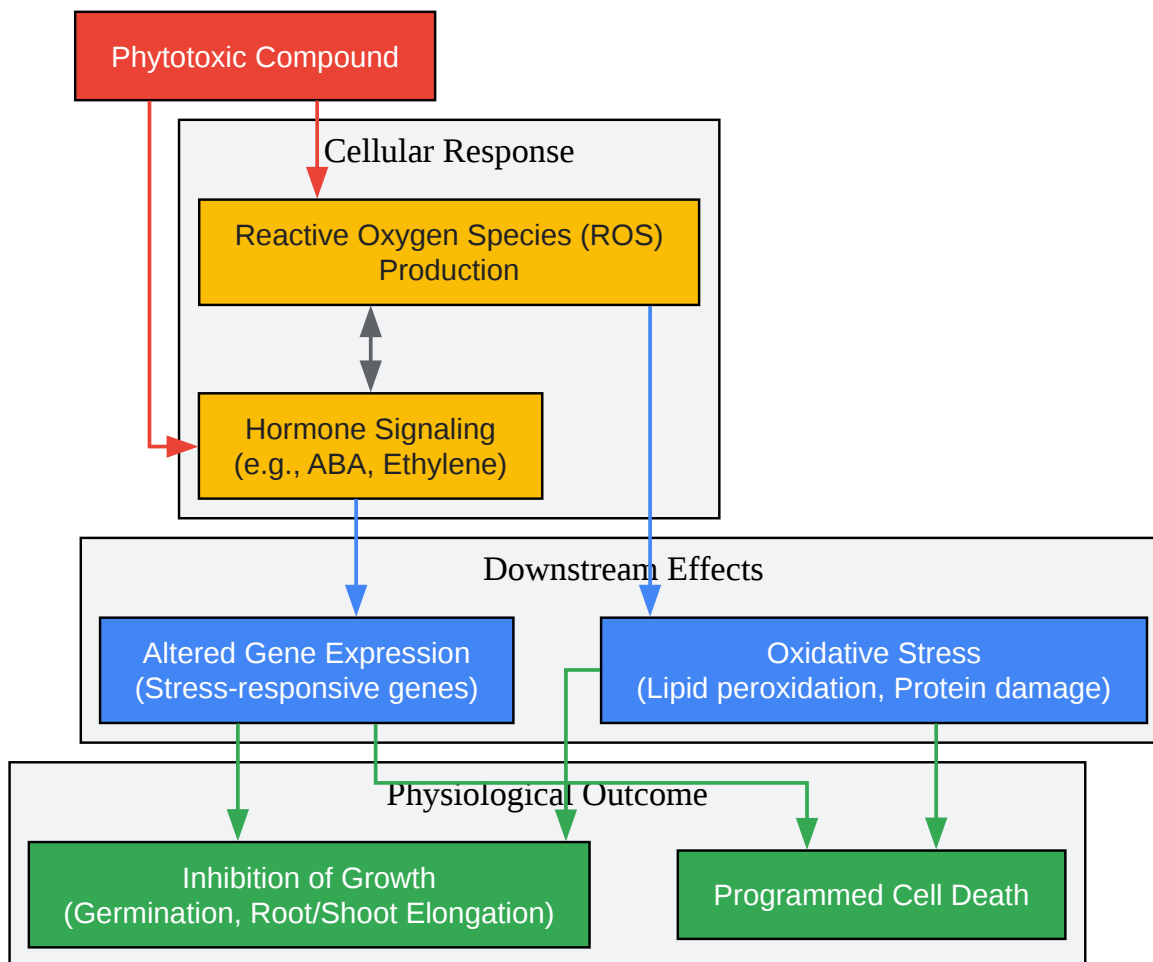 Phytotoxic Compound
Cellular Response
Reactive Oxygen Species (ROS)
Production
Hormone Signaling
(e.g., ABA, Ethylene)
Downstream Effects
Altered Gene Expression
(Stress-responsive genes)
Oxidative Stress
(Lipid peroxidation, Protein damage)
Physiological Outcome
Inhibition of Growth
(Germination, Root/Shoot Elongation)
Programmed Cell Death